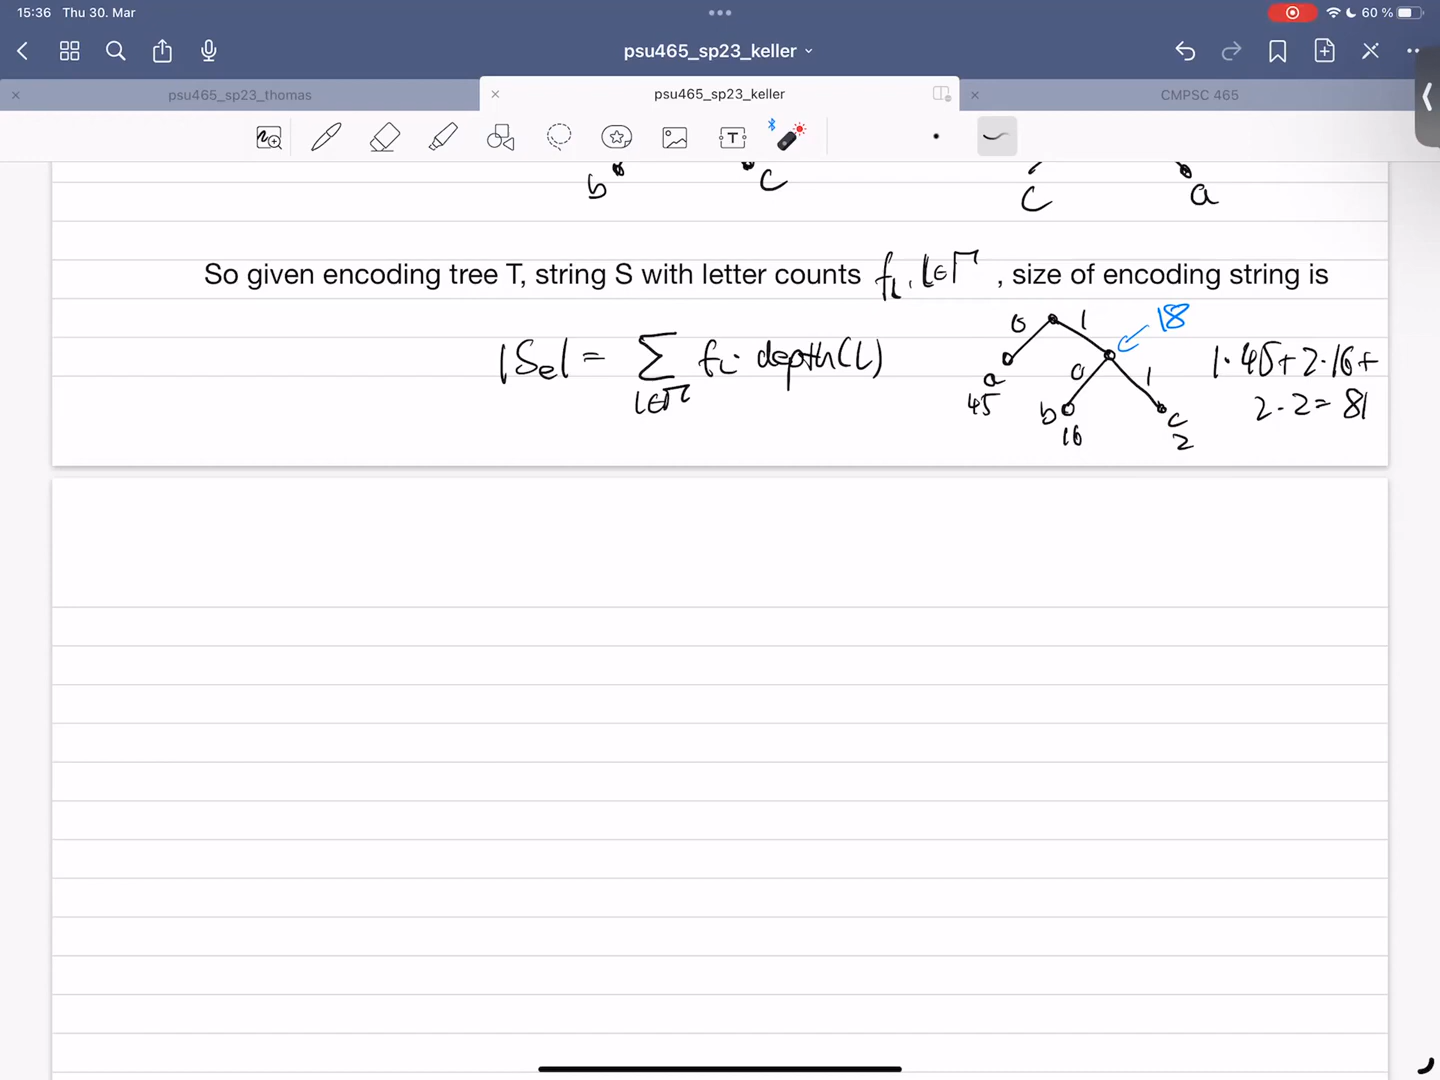 15:36 Thu 30. Mar
60 %
psu465_sp23_keller
psu465_sp23_thomas
psu465_sp23_keller
CMPSC 465
T
b c c a
So given encoding tree T, string S with letter counts f_L, L∈Γ, size of encoding string is
|S_e| = ∑ f_L · depth(L)
L∈Γ
0 1
18
a
45
0 1
b
16
c
2
1·45+2·16+
2·2= 81